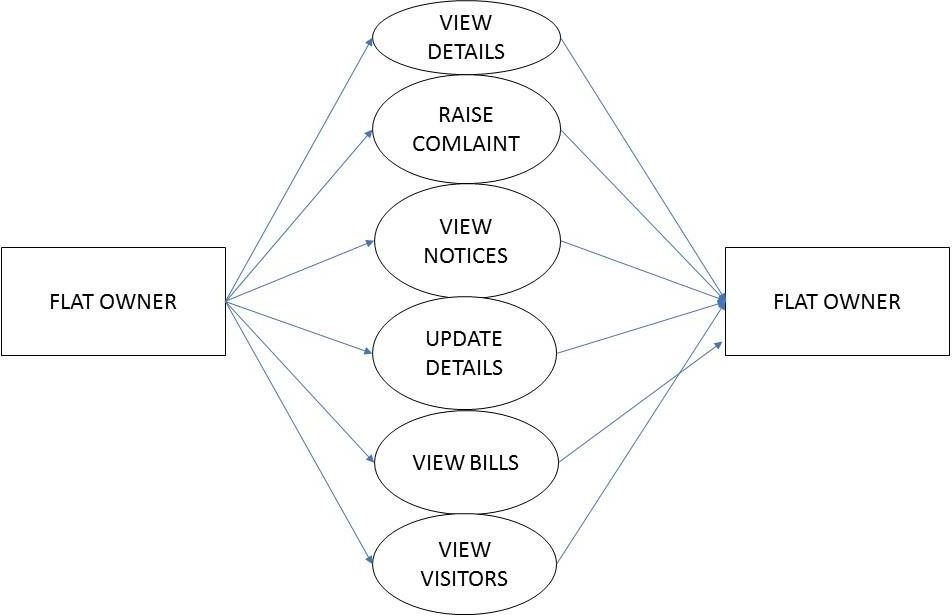 VIEW
DETAILS
RAISE
COMLAINT
VIEW
NOTICES
FLAT OWNER
FLAT OWNER
UPDATE
DETAILS
VIEW BILLS
VIEW
VISITORS